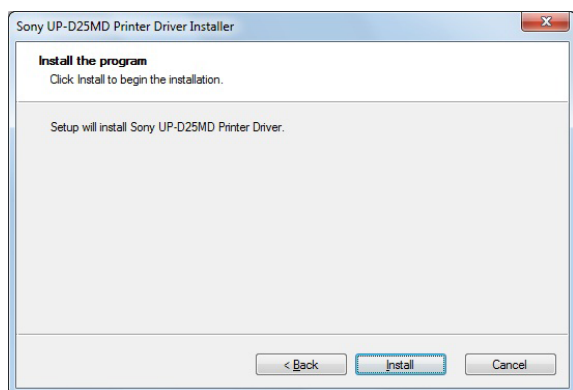 Sony UP-D25MD Printer Driver Installer
Install the program
Click Install to begin the installation.
Setup will install Sony UP-D25MD Printer Driver.
< Back Install Cancel